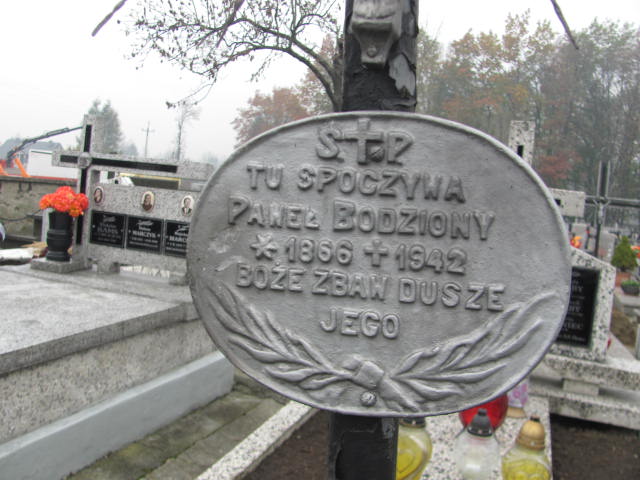 S.✝P.
TU SPOCZYWA
PAWEŁ BODZIONY
* 1866 ✝ 1942
BOŻE ZBAW DUSZE
JEGO